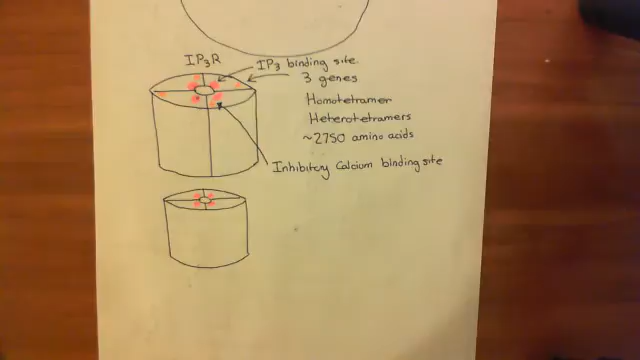 IP₃R
IP₃ binding site
3 genes
Homotetramer
Heterotetramers
~2750 amino acids
Inhibitory Calcium binding site